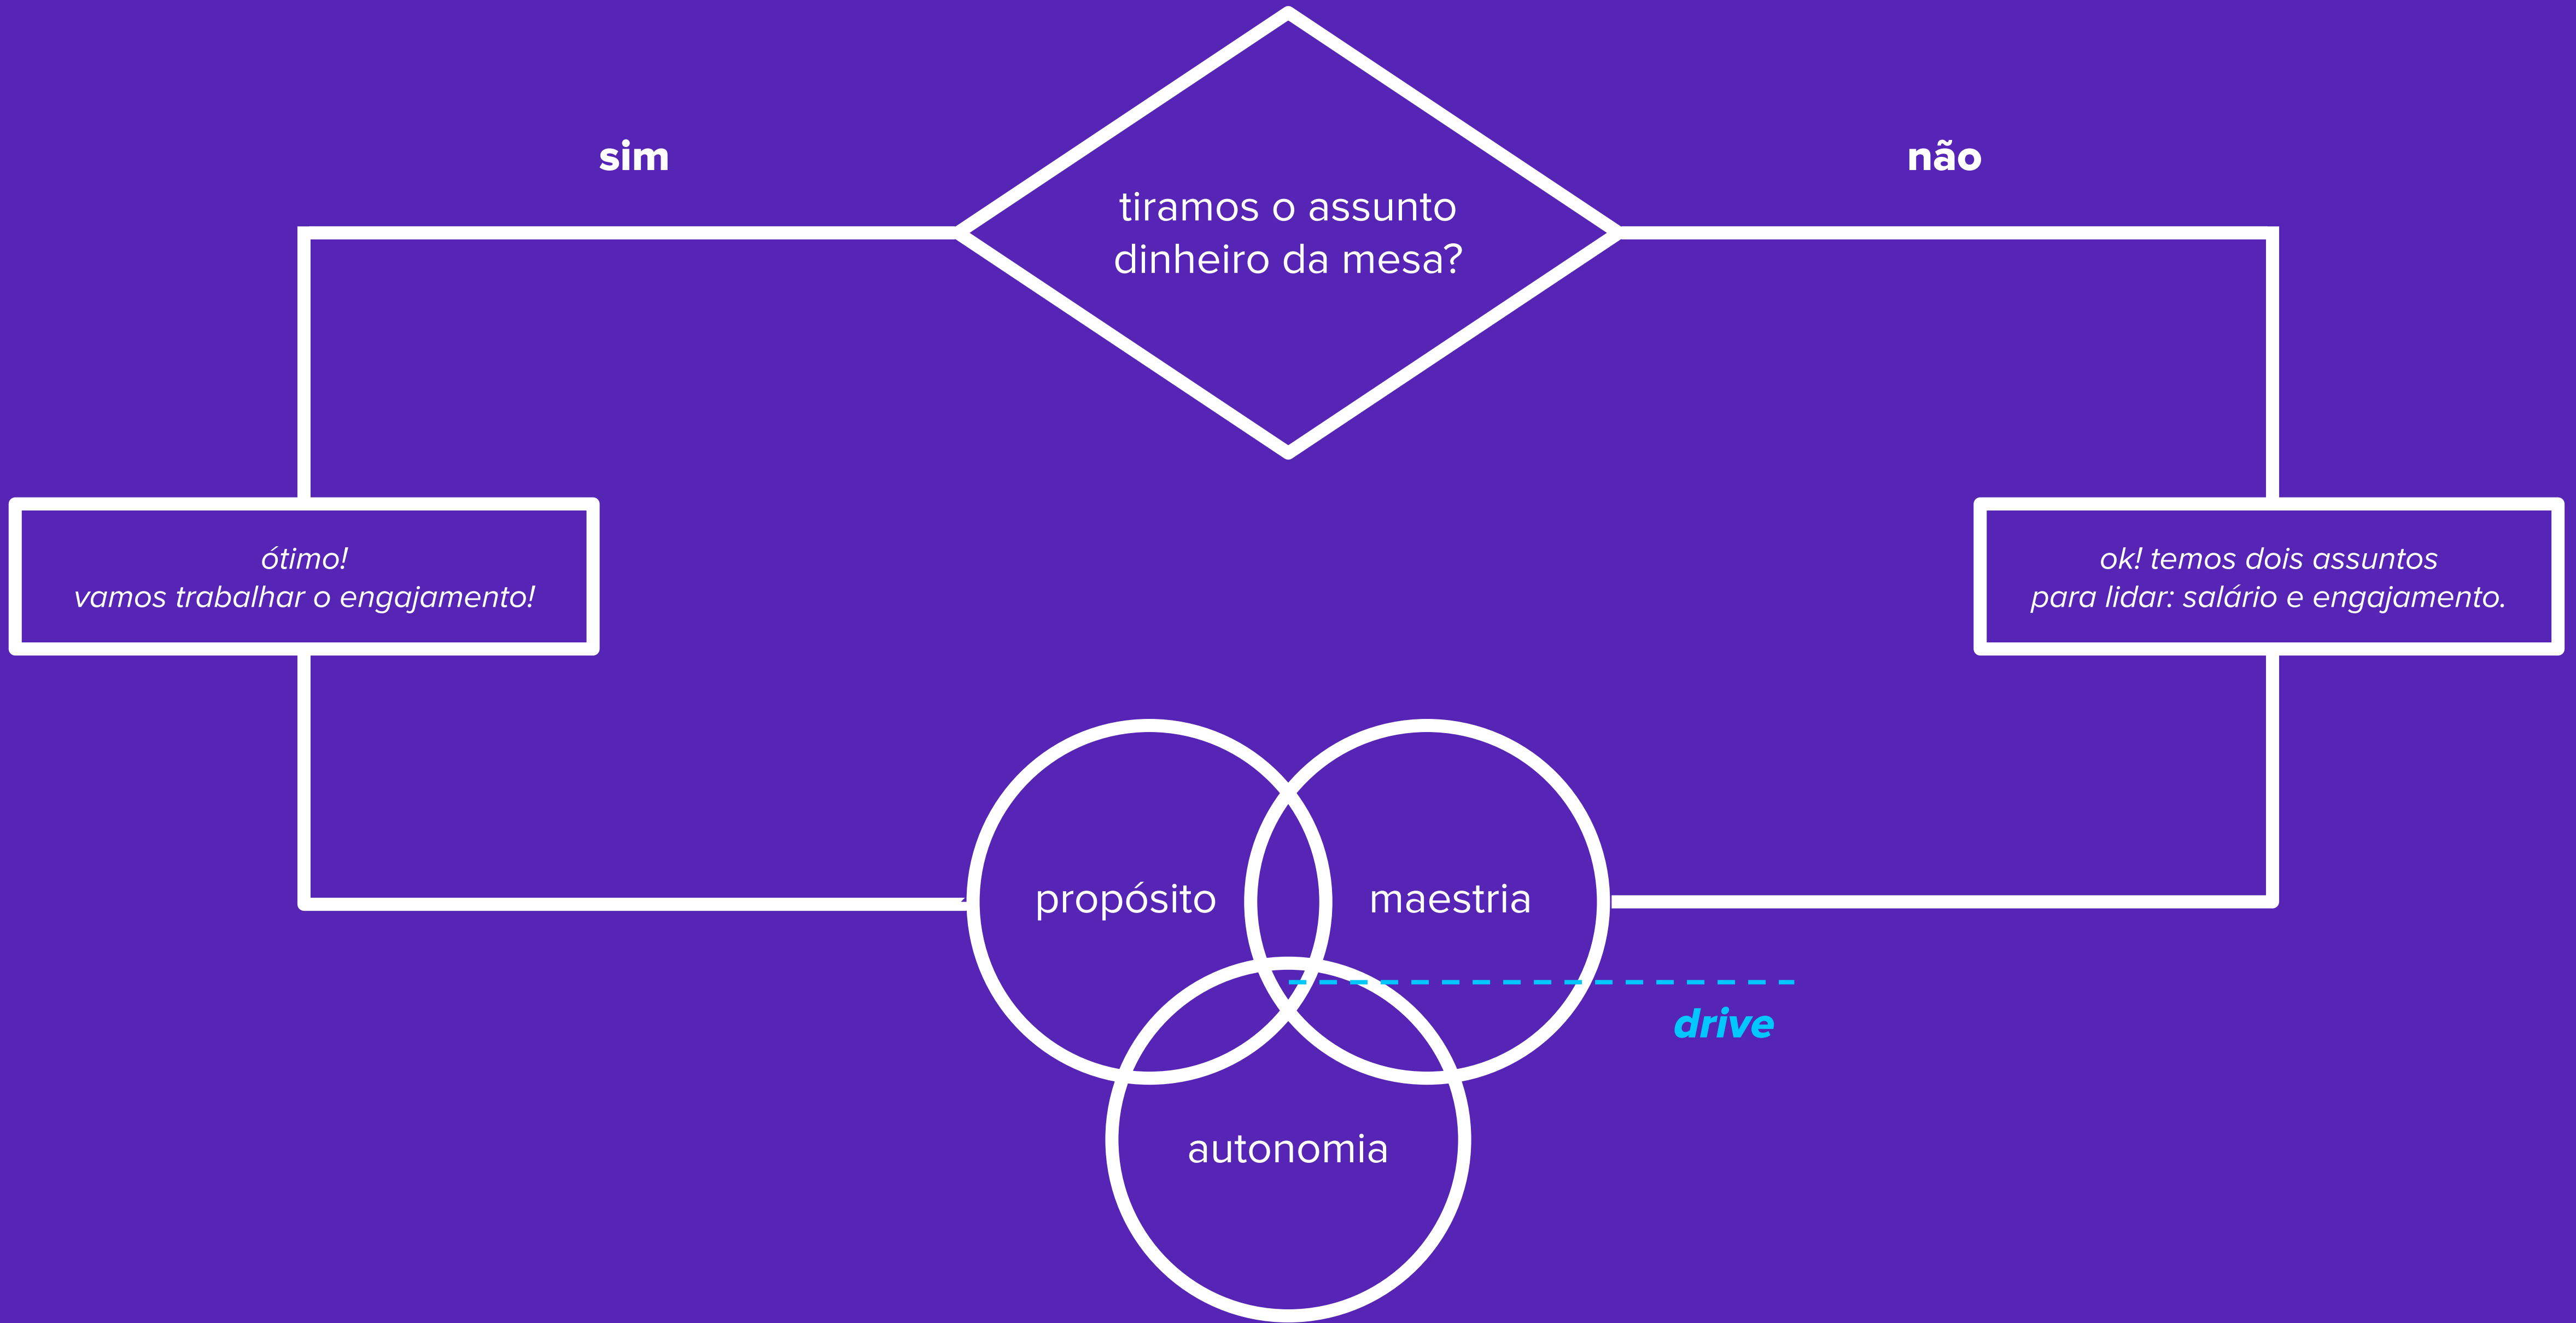 sim
não
tiramos o assunto
dinheiro da mesa?
ótimo!
vamos trabalhar o engajamento!
ok! temos dois assuntos
para lidar: salário e engajamento.
propósito
maestria
drive
autonomia